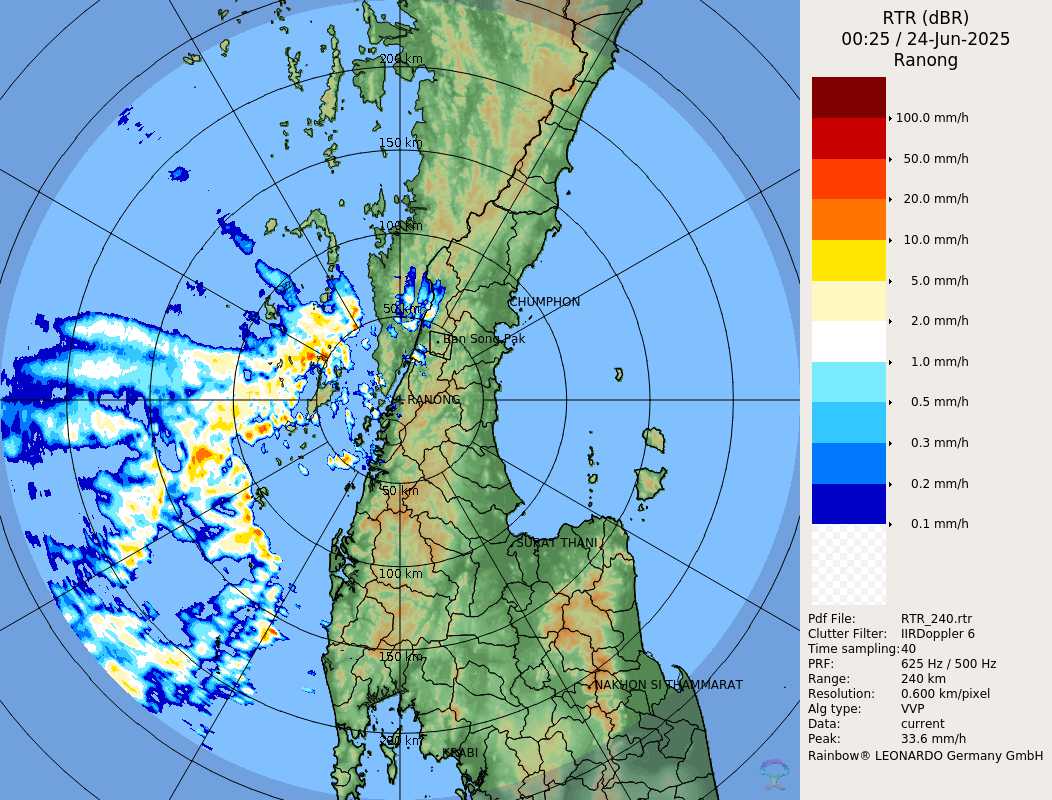 RTR (dBR)
00:25 / 24-Jun-2025
Ranong
100.0 mm/h
50.0 mm/h
20.0 mm/h
10.0 mm/h
5.0 mm/h
2.0 mm/h
1.0 mm/h
0.5 mm/h
0.3 mm/h
0.2 mm/h
0.1 mm/h
Pdf File: RTR_240.rtr
Clutter Filter: IIRDoppler 6
Time sampling:40
PRF: 625 Hz / 500 Hz
Range: 240 km
Resolution: 0.600 km/pixel
Alg type: VVP
Data: current
Peak: 33.6 mm/h
Rainbow® LEONARDO Germany GmbH
200 km
150 km
100 km
CHUMPHON
50 km
Ban Song Pak
RANONG
50 km
SURAT THANI
100 km
150 km
NAKHON SI THAMMARAT
200 km
KRABI